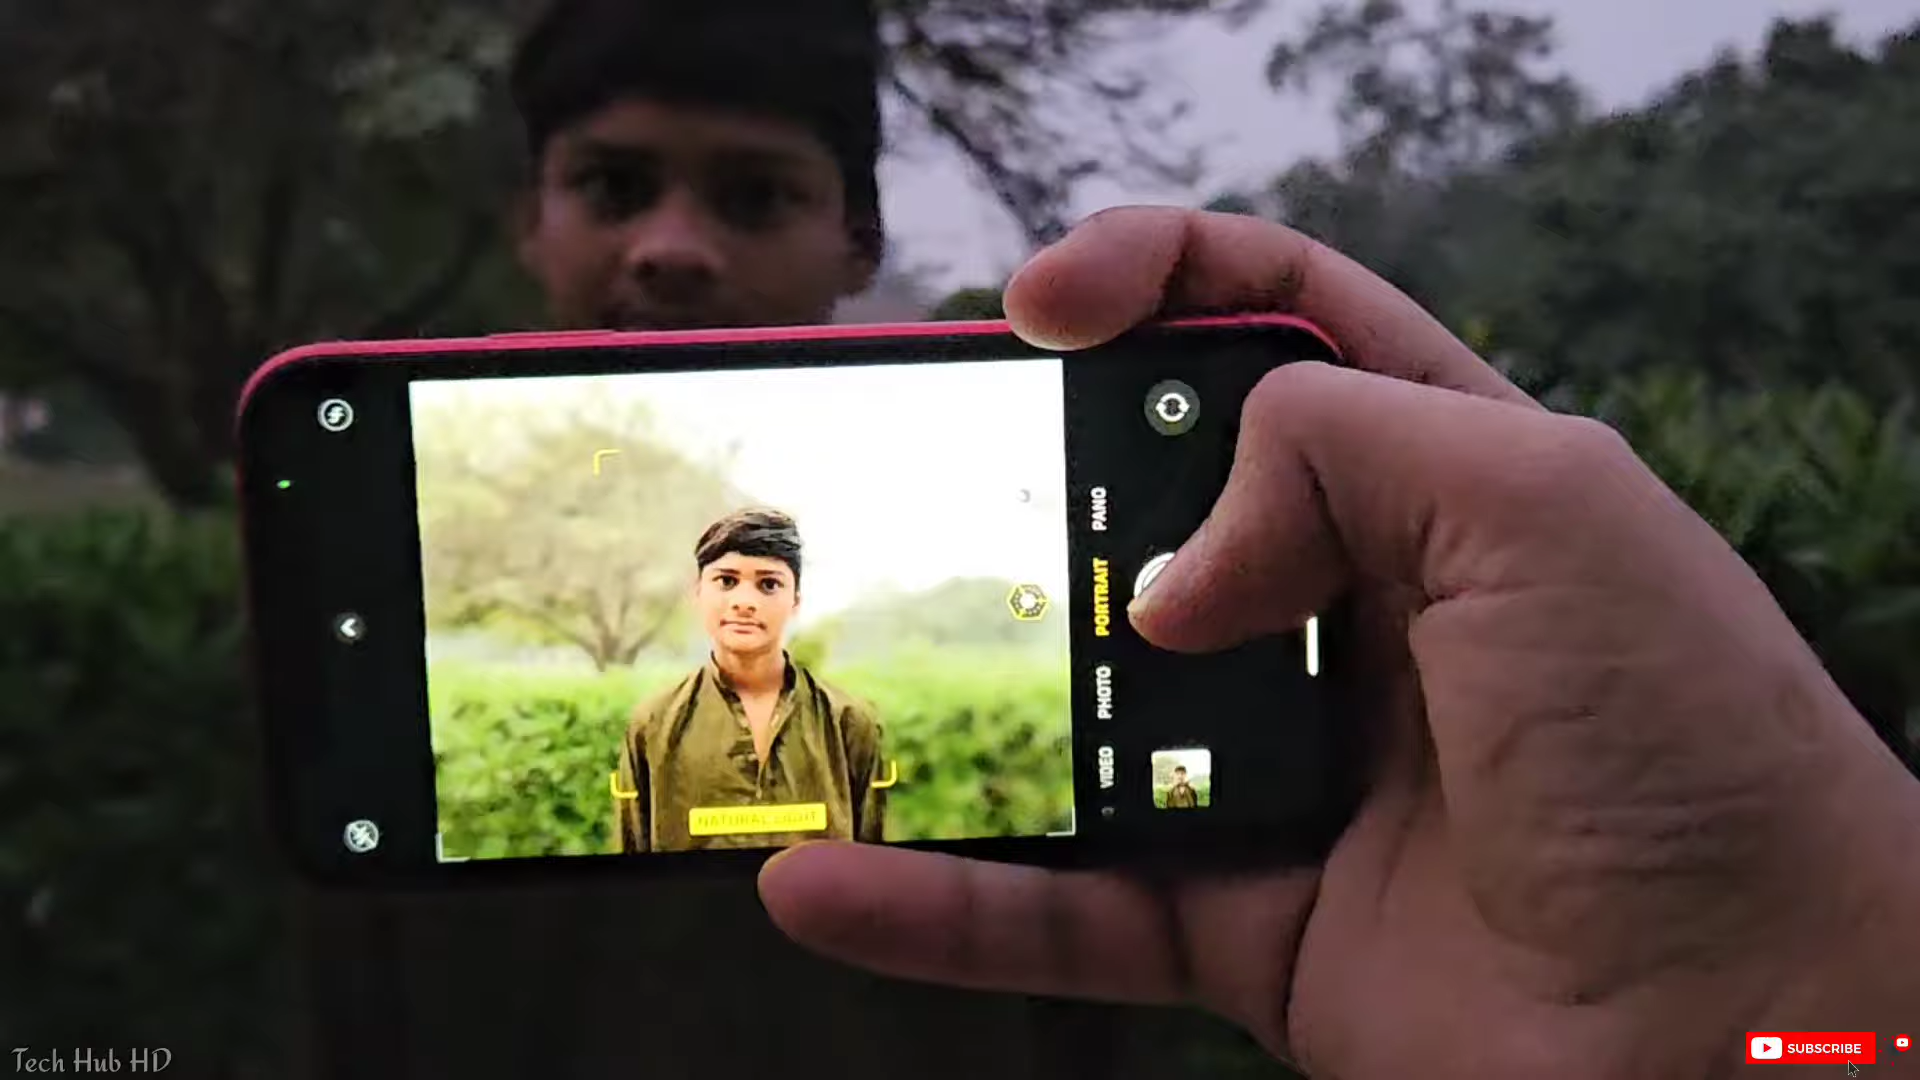 PANO
PORTRAIT
PHOTO
VIDEO
NATURAL LIGHT
Tech Hub HD
SUBSCRIBE